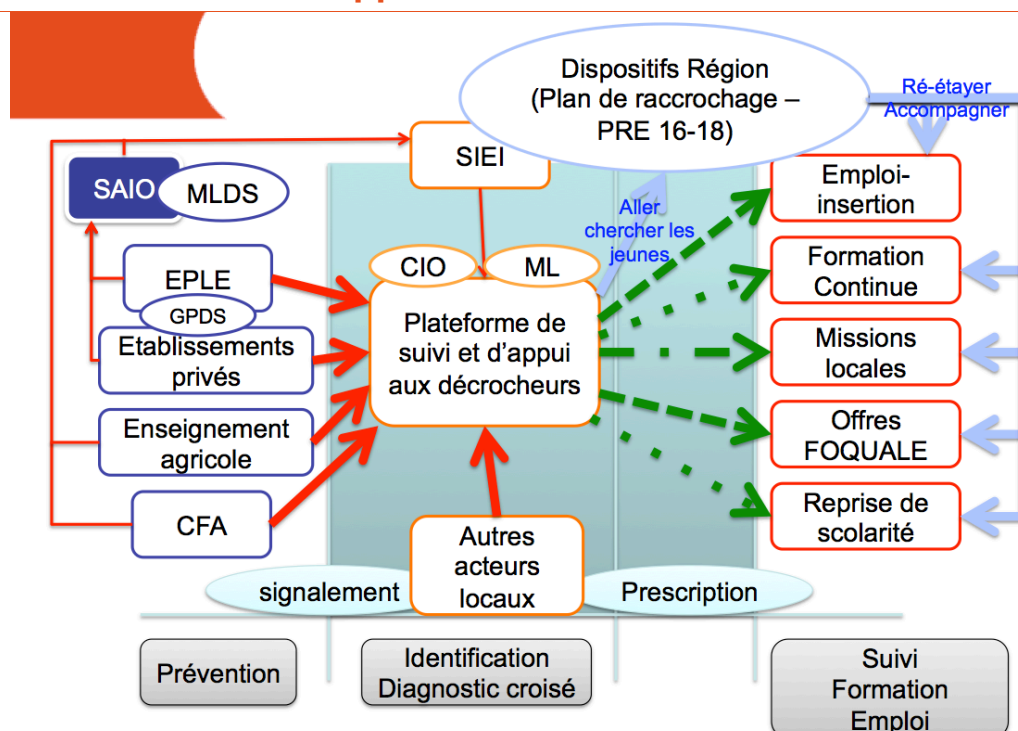 Dispositifs Région
(Plan de raccrochage –
PRE 16-18)
Ré-étayer
Accompagner
SIEI
SAIO
MLDS
Emploi-
insertion
Aller
chercher les
jeunes
CIO
ML
EPLE
GPDS
Formation
Continue
Plateforme de
suivi et d'appui
aux décrocheurs
Etablissements
privés
Missions
locales
Enseignement
agricole
Offres
FOQUALE
CFA
Reprise de
scolarité
Autres
acteurs
locaux
signalement
Prescription
Prévention
Identification
Diagnostic croisé
Suivi
Formation
Emploi